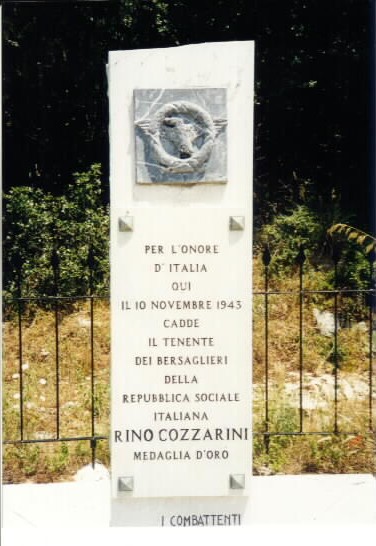 PER L'ONORE
D'ITALIA
QUI
IL 10 NOVEMBRE 1943
CADDE
IL TENENTE
DEI BERSAGLIERI
DELLA
REPUBBLICA SOCIALE
ITALIANA
RINO COZZARINI
MEDAGLIA D'ORO
I COMBATTENTI